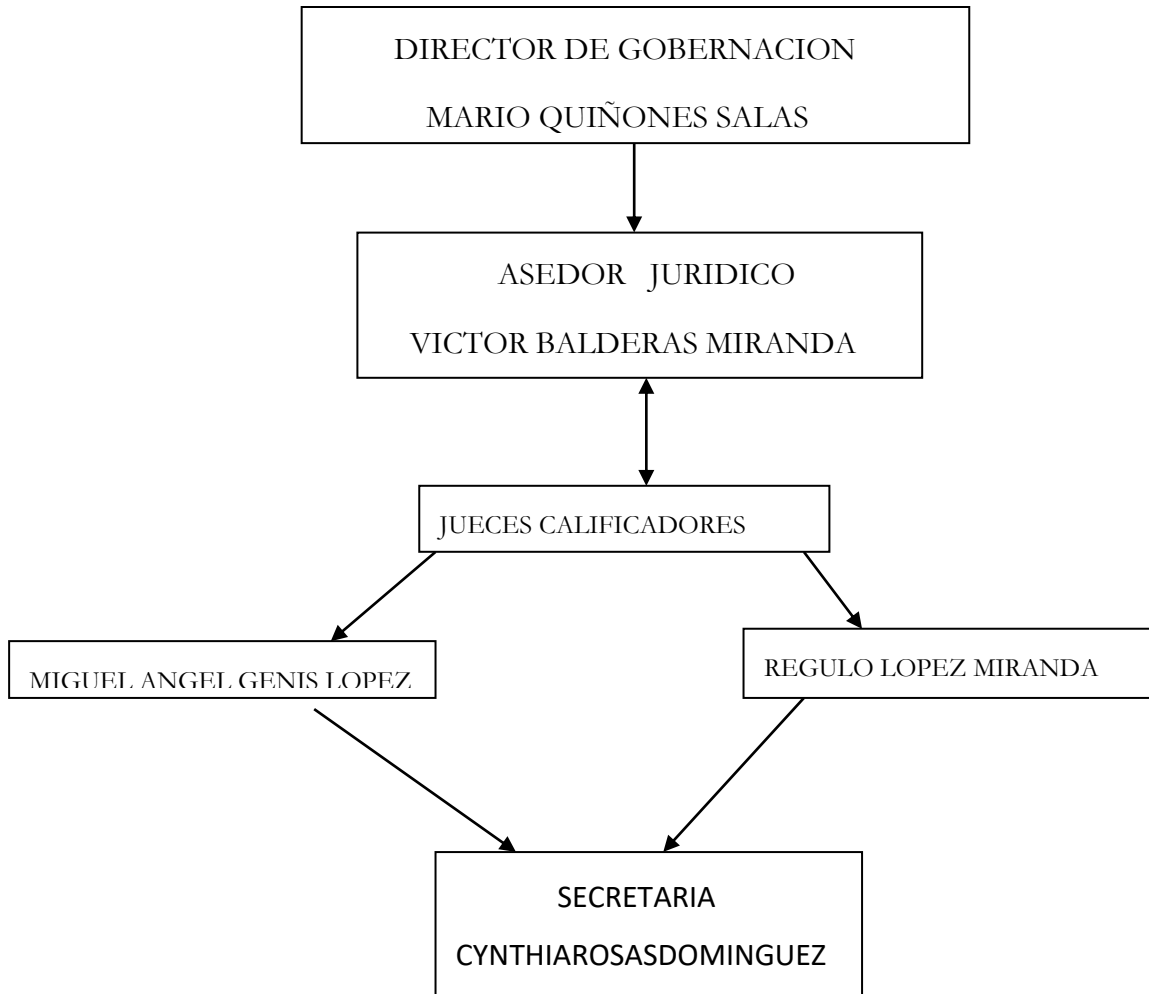 DIRECTOR DE GOBERNACION
MARIO QUIÑONES SALAS
ASEDOR JURIDICO
VICTOR BALDERAS MIRANDA
JUECES CALIFICADORES
MIGUEL ANGEL GENIS LOPEZ
REGULO LOPEZ MIRANDA
SECRETARIA
CYNTHIAROSASDOMINGUEZ